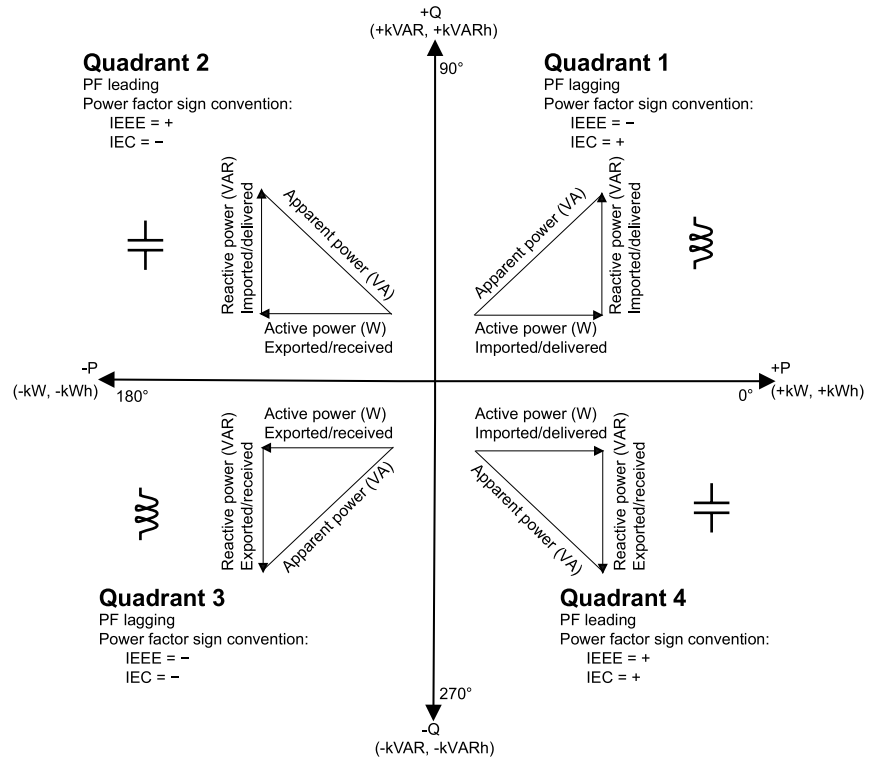 +Q
(+kVAR, +kVARh)
90°
Quadrant 2
PF leading
Power factor sign convention:
IEEE = +
IEC = −
Reactive power (VAR)
Imported/delivered
Apparent power (VA)
Active power (W)
Exported/received
Quadrant 1
PF lagging
Power factor sign convention:
IEEE = −
IEC = +
Apparent power (VA)
Reactive power (VAR)
Imported/delivered
Active power (W)
Imported/delivered
-P
(-kW, -kWh)
180°
0°
+P
(+kW, +kWh)
Active power (W)
Exported/received
Reactive power (VAR)
Exported/received
Apparent power (VA)
Quadrant 3
PF lagging
Power factor sign convention:
IEEE = −
IEC = −
Active power (W)
Imported/delivered
Apparent power (VA)
Reactive power (VAR)
Exported/received
Quadrant 4
PF leading
Power factor sign convention:
IEEE = +
IEC = +
270°
-Q
(-kVAR, -kVARh)